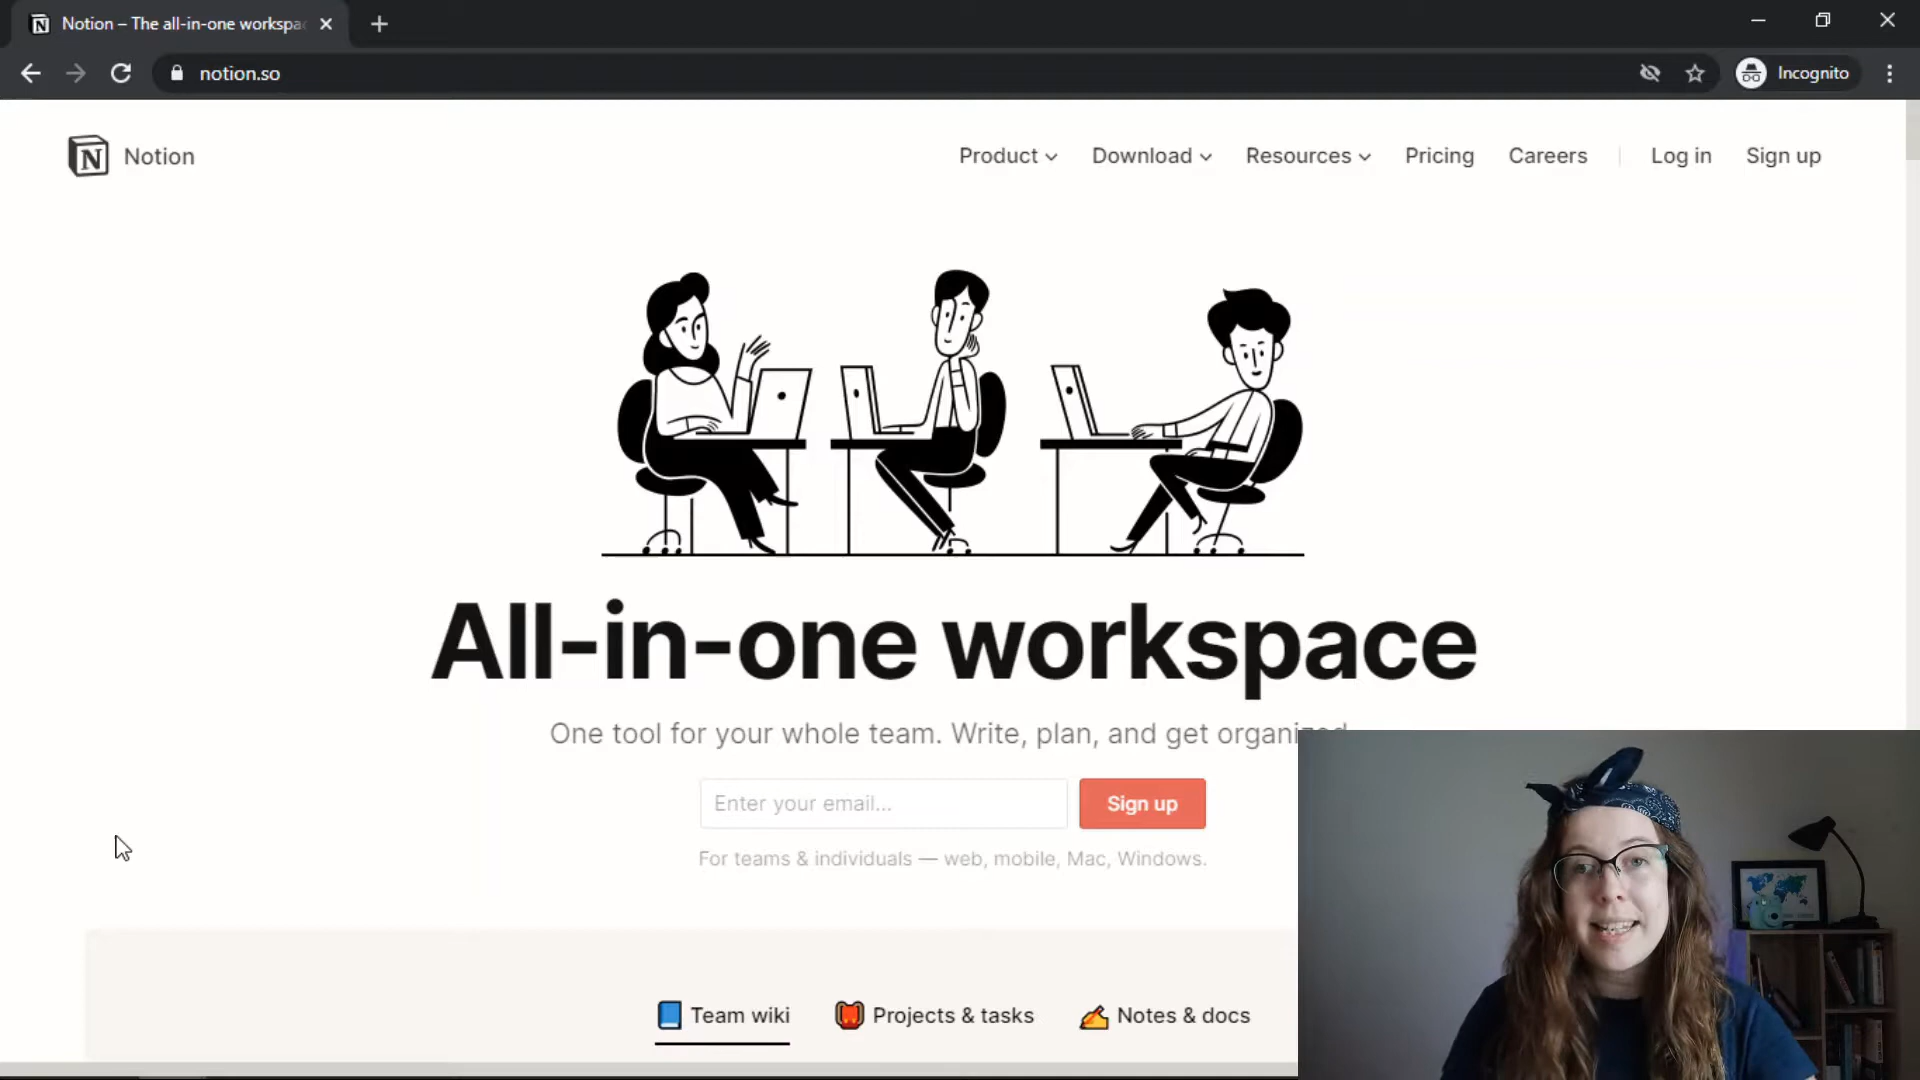 Notion – The all-in-one workspa
notion.so
Incognito
Notion
Product
Download
Resources
Pricing
Careers
Log in
Sign up
All-in-one workspace
One tool for your whole team. Write, plan, and get organized.
Enter your email...
Sign up
For teams & individuals — web, mobile, Mac, Windows.
Team wiki
Projects & tasks
Notes & docs